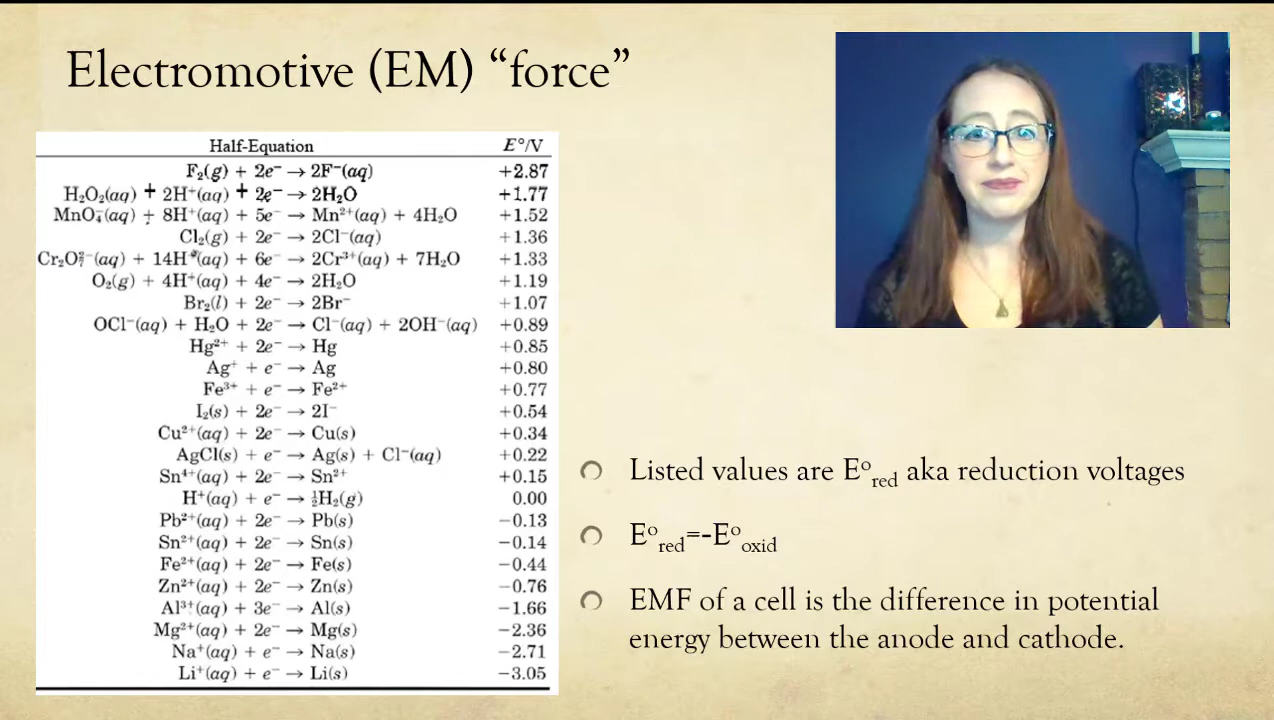 Electromotive (EM) “force”
Half-Equation E°/V
F₂(g) + 2e⁻ → 2F⁻(aq) +2.87
H₂O₂(aq) + 2H⁺(aq) + 2e⁻ → 2H₂O +1.77
MnO₄⁻(aq) + 8H⁺(aq) + 5e⁻ → Mn²⁺(aq) + 4H₂O +1.52
Cl₂(g) + 2e⁻ → 2Cl⁻(aq) +1.36
Cr₂O₇²⁻(aq) + 14H⁺(aq) + 6e⁻ → 2Cr³⁺(aq) + 7H₂O +1.33
O₂(g) + 4H⁺(aq) + 4e⁻ → 2H₂O +1.19
Br₂(l) + 2e⁻ → 2Br⁻ +1.07
OCl⁻(aq) + H₂O + 2e⁻ → Cl⁻(aq) + 2OH⁻(aq) +0.89
Hg²⁺ + 2e⁻ → Hg +0.85
Ag⁺ + e⁻ → Ag +0.80
Fe³⁺ + e⁻ → Fe²⁺ +0.77
I₂(s) + 2e⁻ → 2I⁻ +0.54
Cu²⁺(aq) + 2e⁻ → Cu(s) +0.34
AgCl(s) + e⁻ → Ag(s) + Cl⁻(aq) +0.22
Sn⁴⁺(aq) + 2e⁻ → Sn²⁺ +0.15
H⁺(aq) + e⁻ → ½H₂(g) 0.00
Pb²⁺(aq) + 2e⁻ → Pb(s) −0.13
Sn²⁺(aq) + 2e⁻ → Sn(s) −0.14
Fe²⁺(aq) + 2e⁻ → Fe(s) −0.44
Zn²⁺(aq) + 2e⁻ → Zn(s) −0.76
Al³⁺(aq) + 3e⁻ → Al(s) −1.66
Mg²⁺(aq) + 2e⁻ → Mg(s) −2.36
Na⁺(aq) + e⁻ → Na(s) −2.71
Li⁺(aq) + e⁻ → Li(s) −3.05
Listed values are E°red aka reduction voltages
E°red=-E°oxid
EMF of a cell is the difference in potential
energy between the anode and cathode.